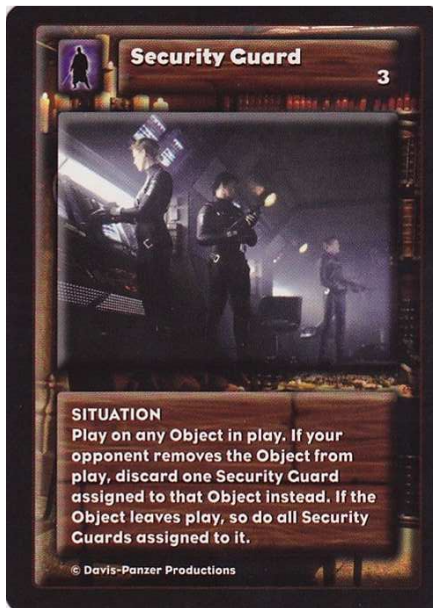 Security Guard
3
SITUATION
Play on any Object in play. If your
opponent removes the Object from
play, discard one Security Guard
assigned to that Object instead. If the
Object leaves play, so do all Security
Guards assigned to it.
© Davis-Panzer Productions